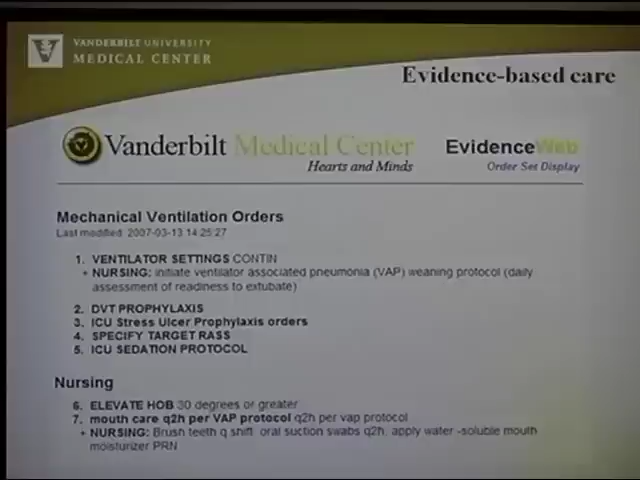 VANDERBILT UNIVERSITY
MEDICAL CENTER
Evidence-based care
Vanderbilt Medical Center
Hearts and Minds
EvidenceWeb
Order Set Display
Mechanical Ventilation Orders
Last modified: 2007-03-13 14:25:27
1. VENTILATOR SETTINGS CONTIN
• NURSING: initiate ventilator associated pneumonia (VAP) weaning protocol (daily
assessment of readiness to extubate)
2. DVT PROPHYLAXIS
3. ICU Stress Ulcer Prophylaxis orders
4. SPECIFY TARGET RASS
5. ICU SEDATION PROTOCOL
Nursing
6. ELEVATE HOB 30 degrees or greater
7. mouth care q2h per VAP protocol q2h per vap protocol
• NURSING: Brush teeth q shift, oral suction swabs q2h, apply water -soluble mouth
moisturizer PRN